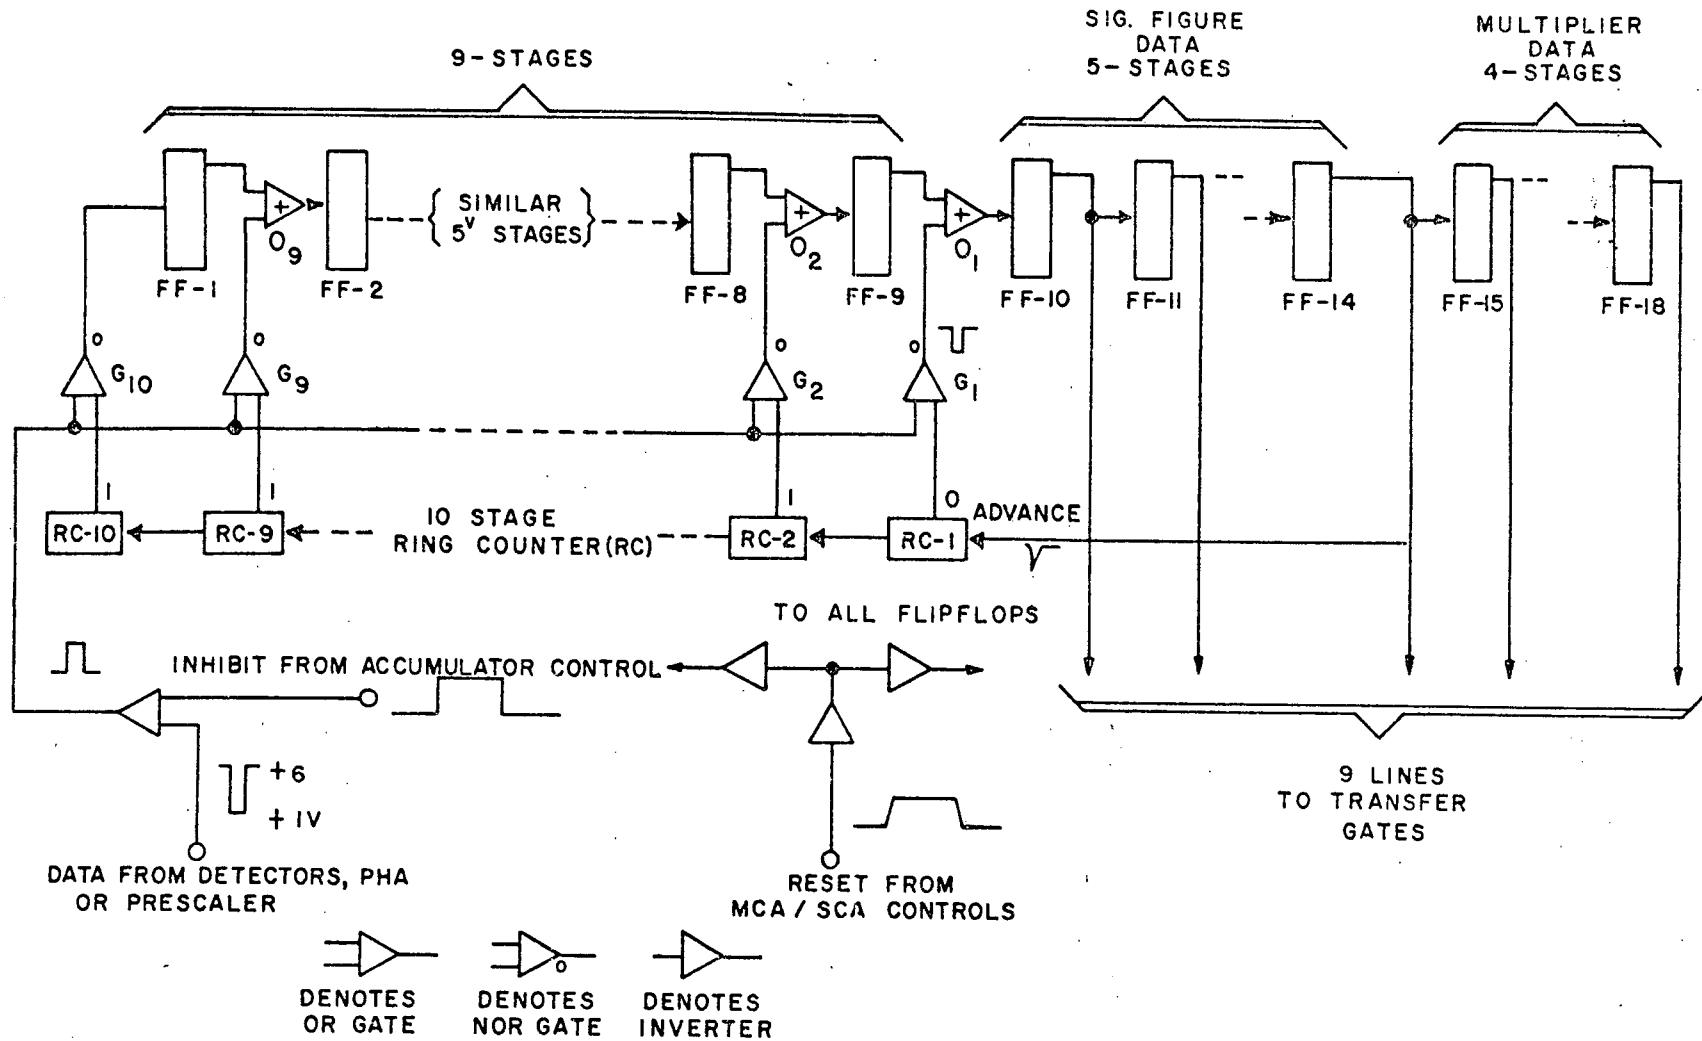 9-STAGES
SIG. FIGURE
DATA
5-STAGES
MULTIPLIER
DATA
4-STAGES
SIMILAR
5 STAGES
O9
O2
O1
FF-1
FF-2
FF-8
FF-9
FF-10
FF-11
FF-14
FF-15
FF-18
0
G10
0
G9
0
G2
0
G1
1
1
1
0
RC-10
RC-9
10 STAGE
RING COUNTER (RC)
RC-2
RC-1
ADVANCE
TO ALL FLIPFLOPS
INHIBIT FROM ACCUMULATOR CONTROL
+6
+1V
DATA FROM DETECTORS, PHA
OR PRESCALER
RESET FROM
MCA / SCA CONTROLS
9 LINES
TO TRANSFER
GATES
DENOTES
OR GATE
DENOTES
NOR GATE
DENOTES
INVERTER